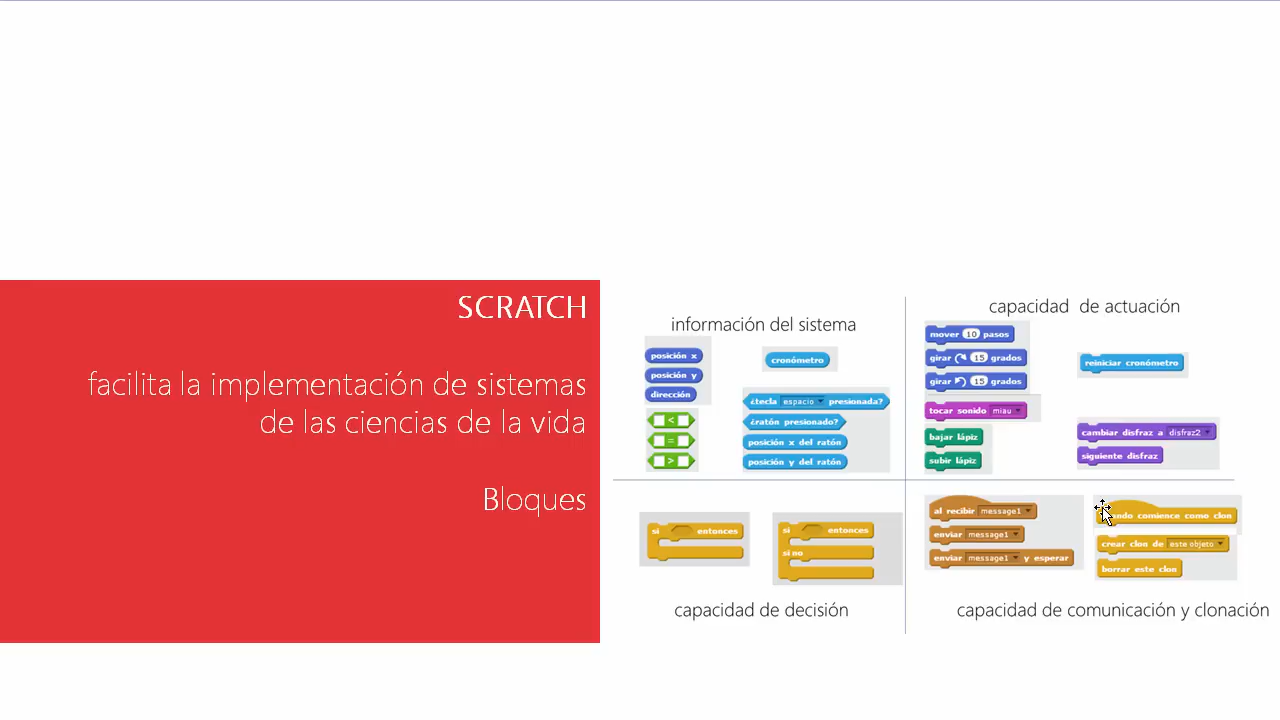 SCRATCH
facilita la implementación de sistemas
de las ciencias de la vida
Bloques
información del sistema
posición x
posición y
dirección
cronómetro
<
=
>
¿tecla espacio presionada?
¿ratón presionado?
posición x del ratón
posición y del ratón
capacidad de actuación
mover 10 pasos
girar 15 grados
girar 15 grados
tocar sonido miau
bajar lápiz
subir lápiz
reiniciar cronómetro
cambiar disfraz a disfraz2
siguiente disfraz
si entonces
si entonces
si no
capacidad de decisión
al recibir message1
enviar message1
enviar message1 y esperar
comience como clon
crear clon de este objeto
borrar este clon
capacidad de comunicación y clonación